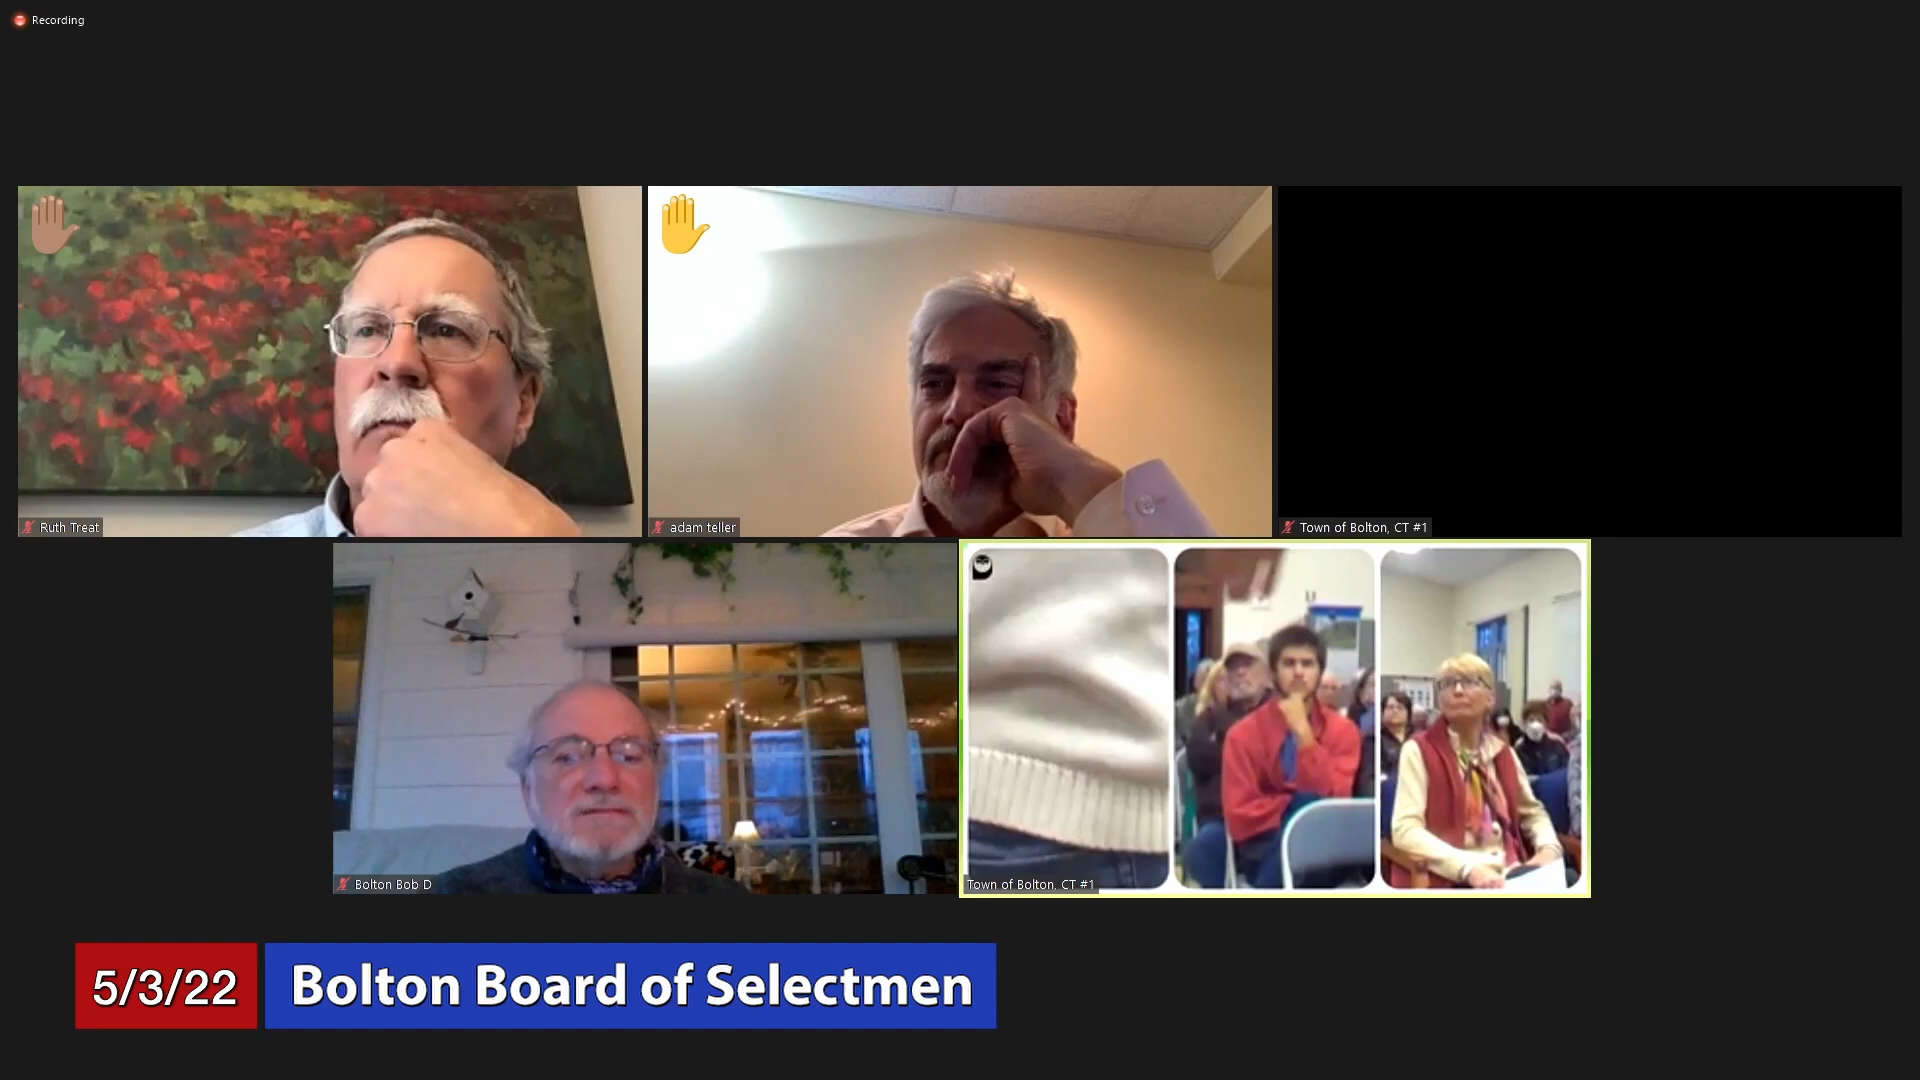 Recording
Ruth Treat
adam teller
Town of Bolton, CT #1
Bolton Bob D
Town of Bolton, CT #1
5/3/22
Bolton Board of Selectmen